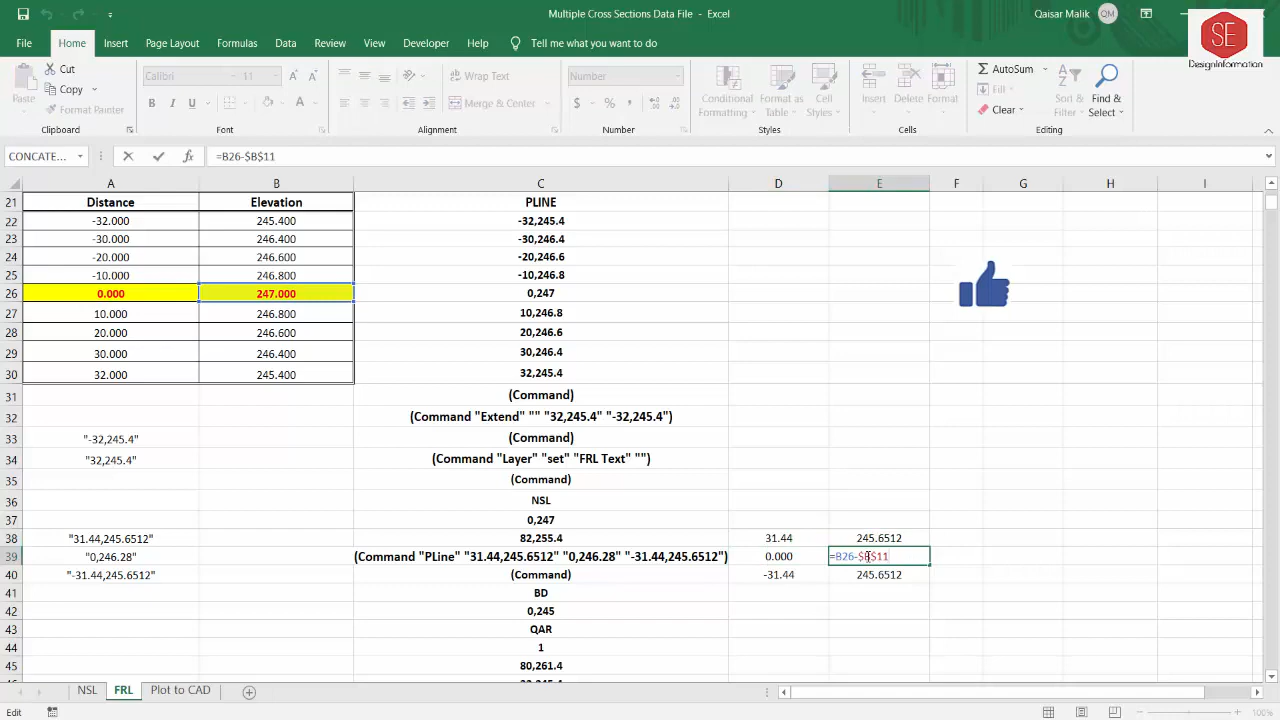 Multiple Cross Sections Data File - Excel
Qaisar Malik QM
SE
DesignInformation
File Home Insert Page Layout Formulas Data Review View Developer Help Tell me what you want to do
Paste
Cut
Copy
Format Painter
Calibri 11
B I U
Wrap Text
Merge & Center
Number
$ % ,
Conditional Formatting
Format as Table
Cell Styles
Insert Delete Format
AutoSum
Fill
Clear
Sort & Filter
Find & Select
Clipboard Font Alignment Number Styles Cells Editing
CONCATE... fx =B26-$B$11
A B C D E F G H I
21 Distance Elevation PLINE
22 -32.000 245.400 -32,245.4
23 -30.000 246.400 -30,246.4
24 -20.000 246.600 -20,246.6
25 -10.000 246.800 -10,246.8
26 0.000 247.000 0,247
27 10.000 246.800 10,246.8
28 20.000 246.600 20,246.6
29 30.000 246.400 30,246.4
30 32.000 245.400 32,245.4
31 (Command)
32 (Command "Extend" "" "32,245.4" "-32,245.4")
33 "-32,245.4" (Command)
34 "32,245.4" (Command "Layer" "set" "FRL Text" "")
35 (Command)
36 NSL
37 0,247
38 "31.44,245.6512" 82,255.4 31.44 245.6512
39 "0,246.28" (Command "PLine" "31.44,245.6512" "0,246.28" "-31.44,245.6512") 0.000 =B26-$B$11
40 "-31.44,245.6512" (Command) -31.44 245.6512
41 BD
42 0,245
43 QAR
44 1
45 80,261.4
NSL FRL Plot to CAD
Edit 100%